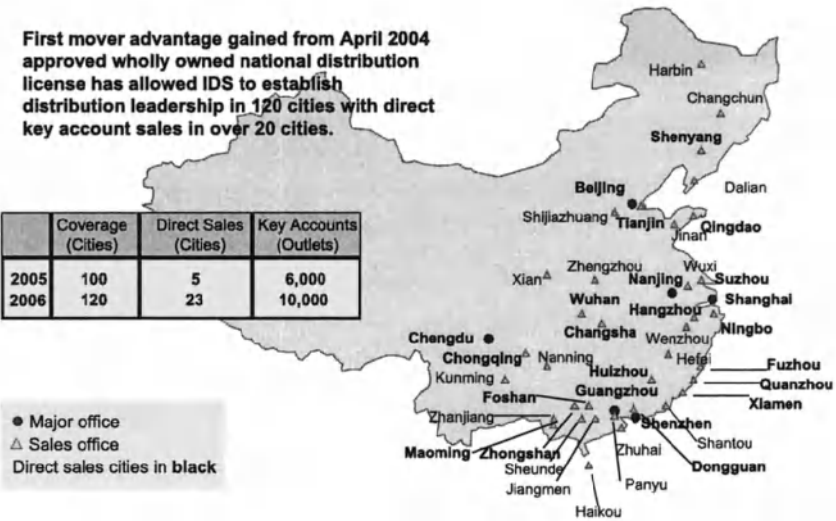 First mover advantage gained from April 2004
approved wholly owned national distribution
license has allowed IDS to establish
distribution leadership in 120 cities with direct
key account sales in over 20 cities.
Coverage (Cities) Direct Sales (Cities) Key Accounts (Outlets)
2005 100 5 6,000
2006 120 23 10,000
Harbin
Changchun
Shenyang
Dalian
Beijing
Shijiazhuang
Tianjin
Qingdao
Jinan
Xian
Zhengzhou
Nanjing
Wuxi
Suzhou
Wuhan
Hangzhou
Shanghai
Changsha
Ningbo
Wenzhou
Chengdu
Chongqing
Nanning
Hefei
Fuzhou
Kunming
Huizhou
Quanzhou
Foshan
Guangzhou
Xiamen
Zhanjiang
Shenzhen
Shantou
Maoming
Zhongshan
Zhuhai
Sheunde
Dongguan
Jiangmen
Panyu
Haikou
Major office
Sales office
Direct sales cities in black